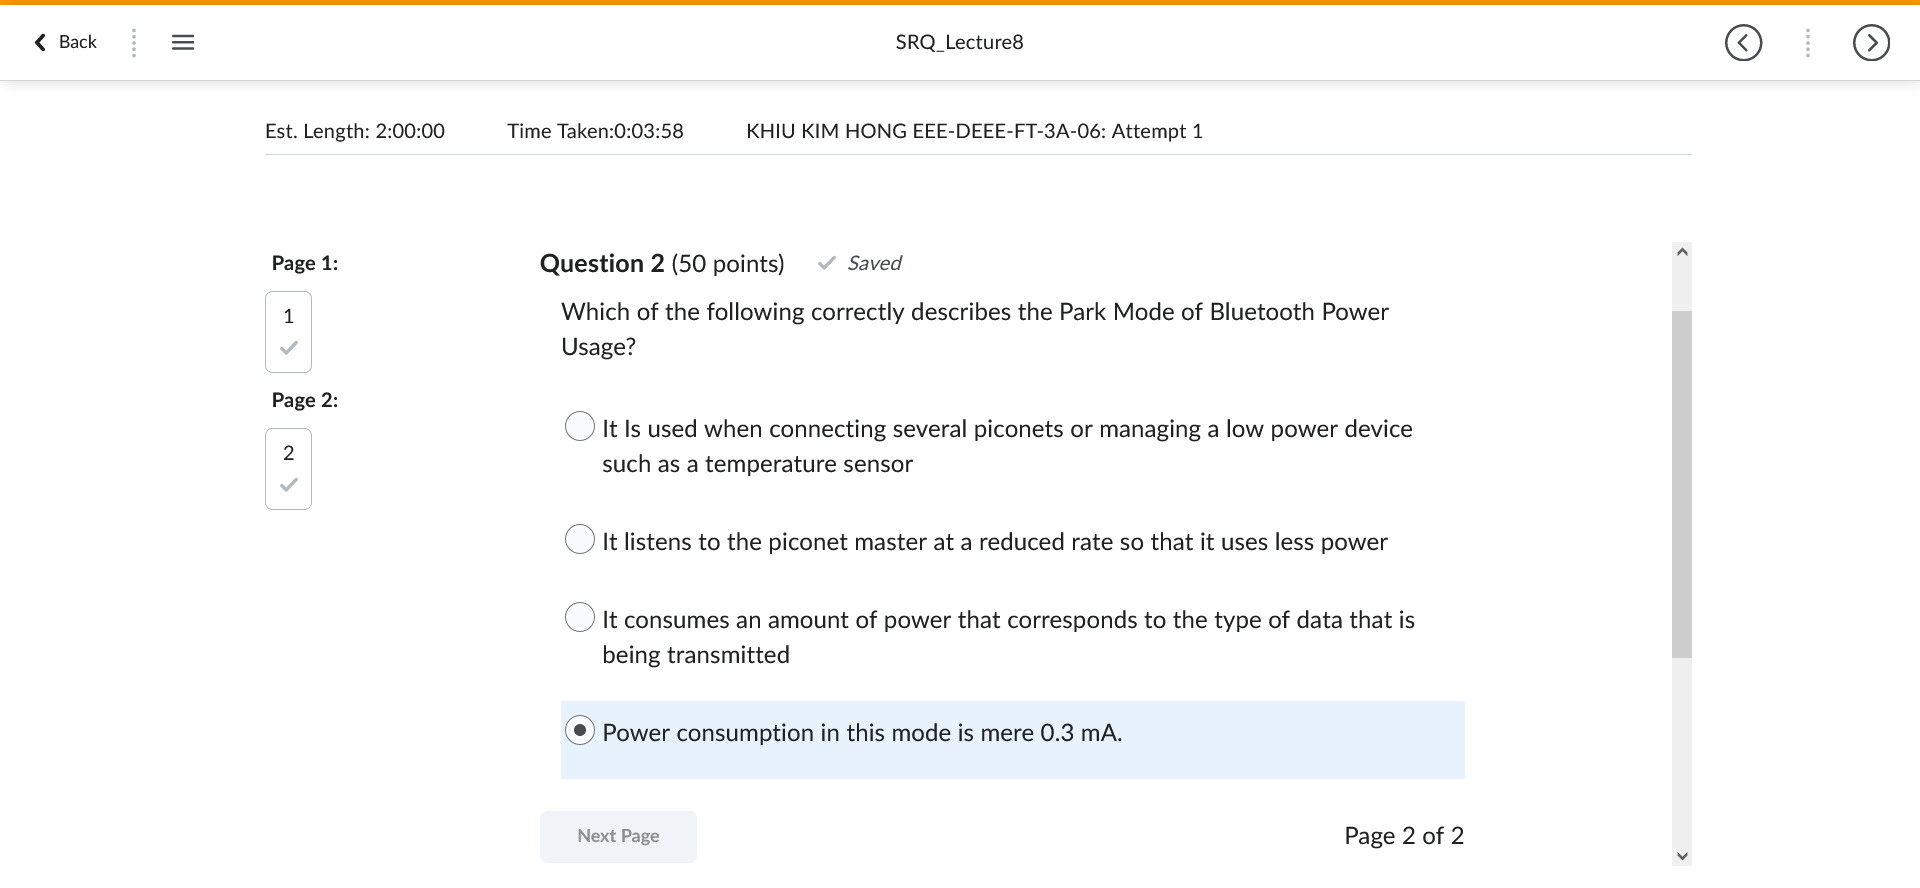 Back
SRQ_Lecture8
Est. Length: 2:00:00 Time Taken:0:03:58 KHIU KIM HONG EEE-DEEE-FT-3A-06: Attempt 1
Page 1:
1
Page 2:
2
Question 2 (50 points) Saved
Which of the following correctly describes the Park Mode of Bluetooth Power
Usage?
It Is used when connecting several piconets or managing a low power device
such as a temperature sensor
It listens to the piconet master at a reduced rate so that it uses less power
It consumes an amount of power that corresponds to the type of data that is
being transmitted
Power consumption in this mode is mere 0.3 mA.
Next Page
Page 2 of 2